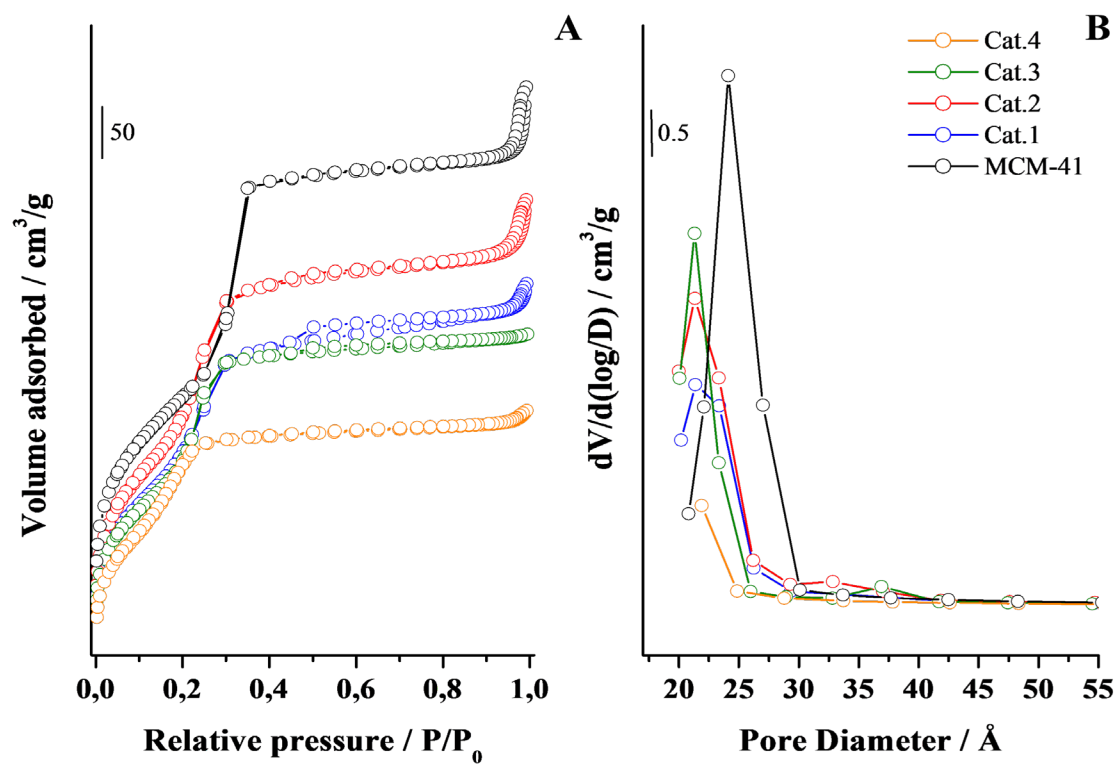 A
50
Volume adsorbed / cm³/g
0,0 0,2 0,4 0,6 0,8 1,0
Relative pressure / P/P₀
B
Cat.4
Cat.3
Cat.2
Cat.1
MCM-41
0.5
dV/d(log/D) / cm³/g
20 25 30 35 40 45 50 55
Pore Diameter / Å